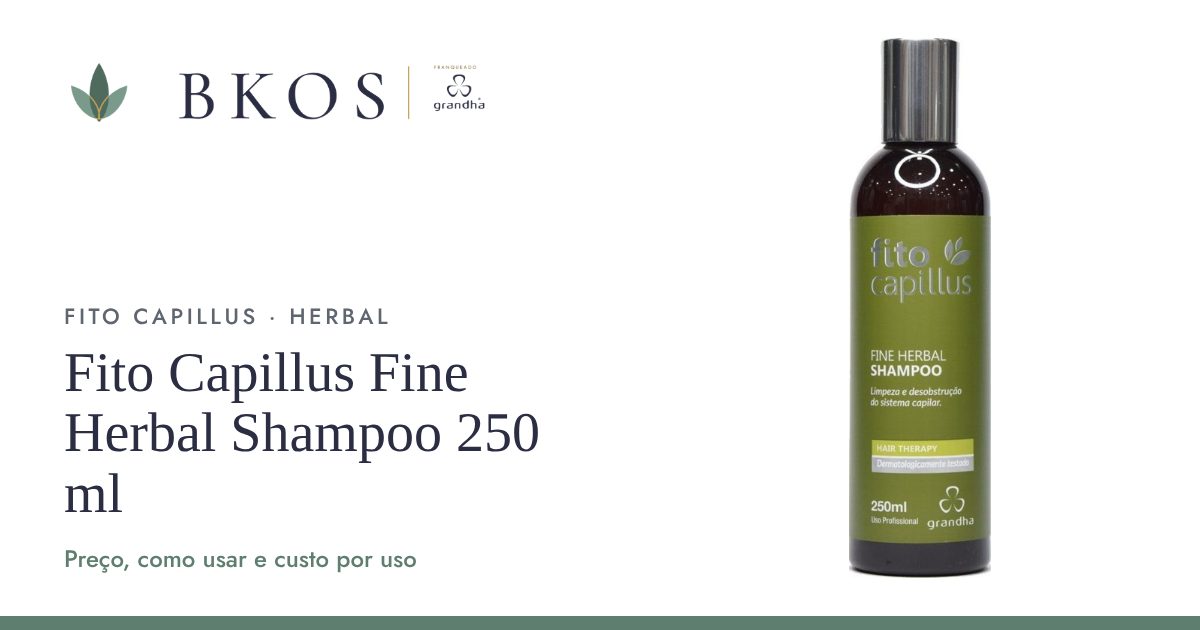 BKOS
FRANQUEADO
grandha
FITO CAPILLUS · HERBAL
Fito Capillus Fine
Herbal Shampoo 250
ml
Preço, como usar e custo por uso
fito
capillus
FINE HERBAL
SHAMPOO
Limpeza e desobstrução
do sistema capilar.
HAIR THERAPY
Dermatologicamente testado
250ml
Uso Profissional
grandha